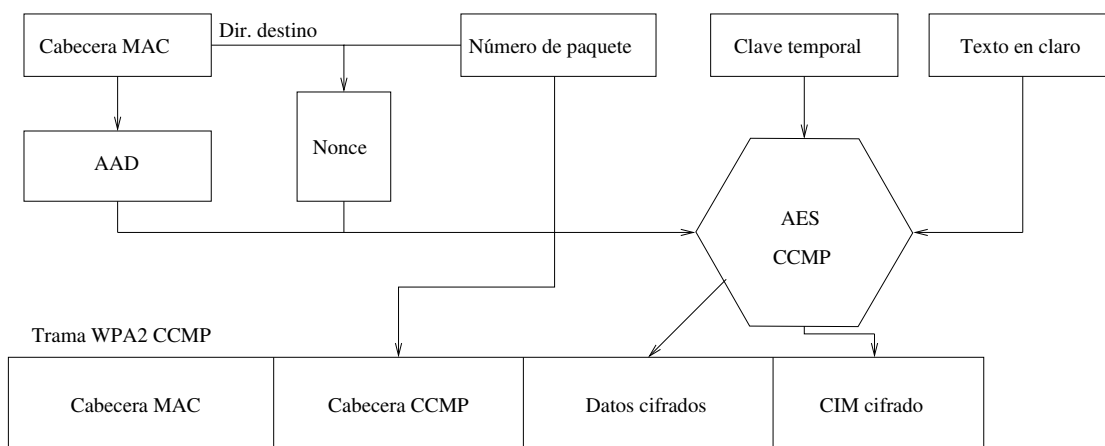 Cabecera MAC
Dir. destino
Número de paquete
Clave temporal
Texto en claro
AAD
Nonce
AES
CCMP
Trama WPA2 CCMP
Cabecera MAC
Cabecera CCMP
Datos cifrados
CIM cifrado